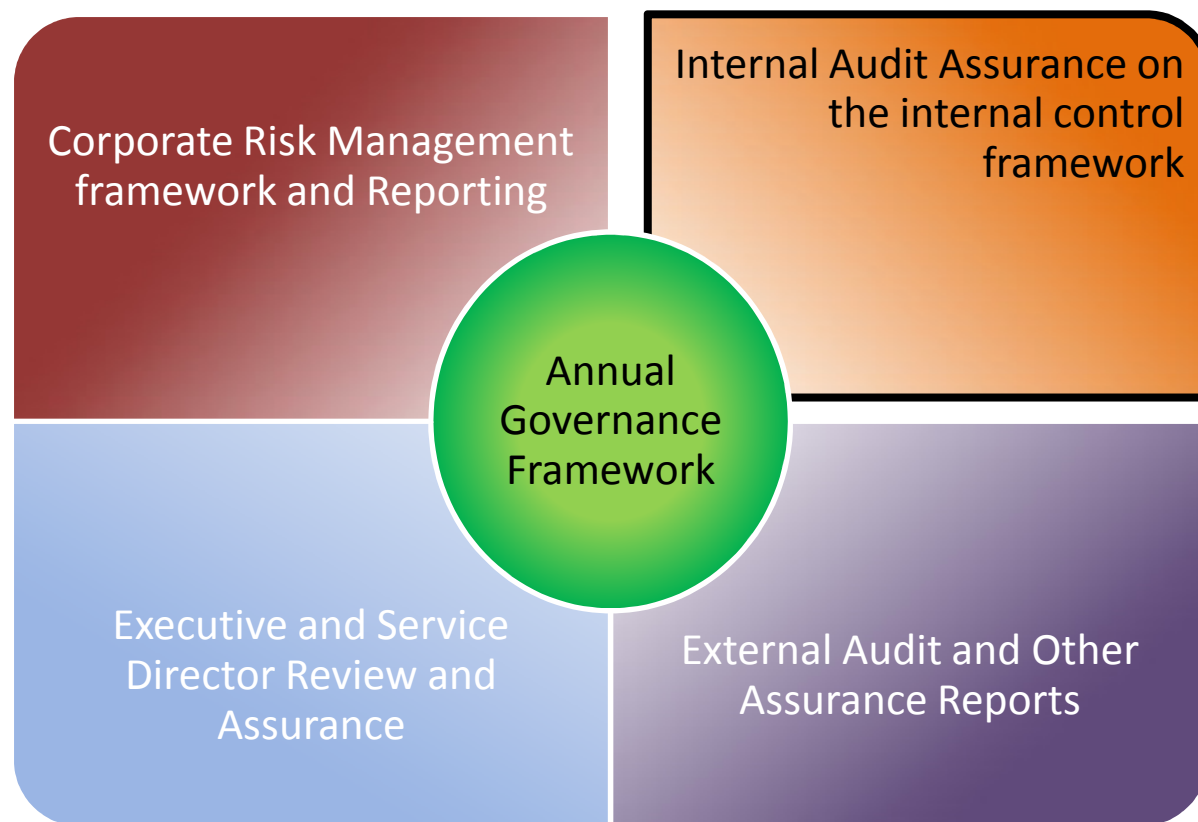 Corporate Risk Management
framework and Reporting
Internal Audit Assurance on
the internal control
framework
Annual
Governance
Framework
Executive and Service
Director Review and
Assurance
External Audit and Other
Assurance Reports